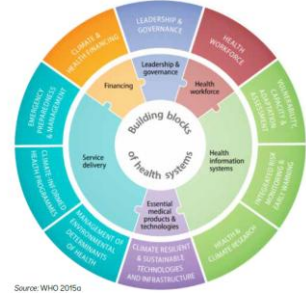 LEADERSHIP &
GOVERNANCE
HEALTH
WORKFORCE
VULNERABILITY,
CAPACITY &
ADAPTATION
ASSESSMENT
INTEGRATED RISK
MONITORING &
EARLY WARNING
HEALTH &
CLIMATE RESEARCH
CLIMATE RESILIENT &
SUSTAINABLE
TECHNOLOGIES
AND INFRASTRUCTURE
MANAGEMENT OF
ENVIRONMENTAL
DETERMINANTS
OF HEALTH
CLIMATE-INFORMED
HEALTH PROGRAMMES
EMERGENCY
PREPAREDNESS
& MANAGEMENT
CLIMATE &
HEALTH FINANCING
Leadership &
governance
Health
workforce
Health
information
systems
Essential
medical
products &
technologies
Service
delivery
Financing
Building blocks
of health systems
Source: WHO 2015a